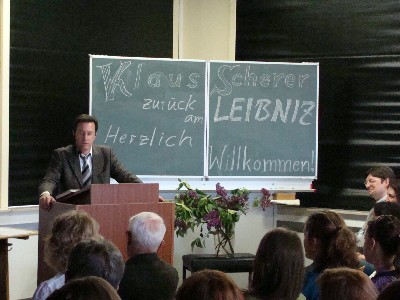 Klaus Scherer
zurück am LEIBNIZ
Herzlich Willkommen!